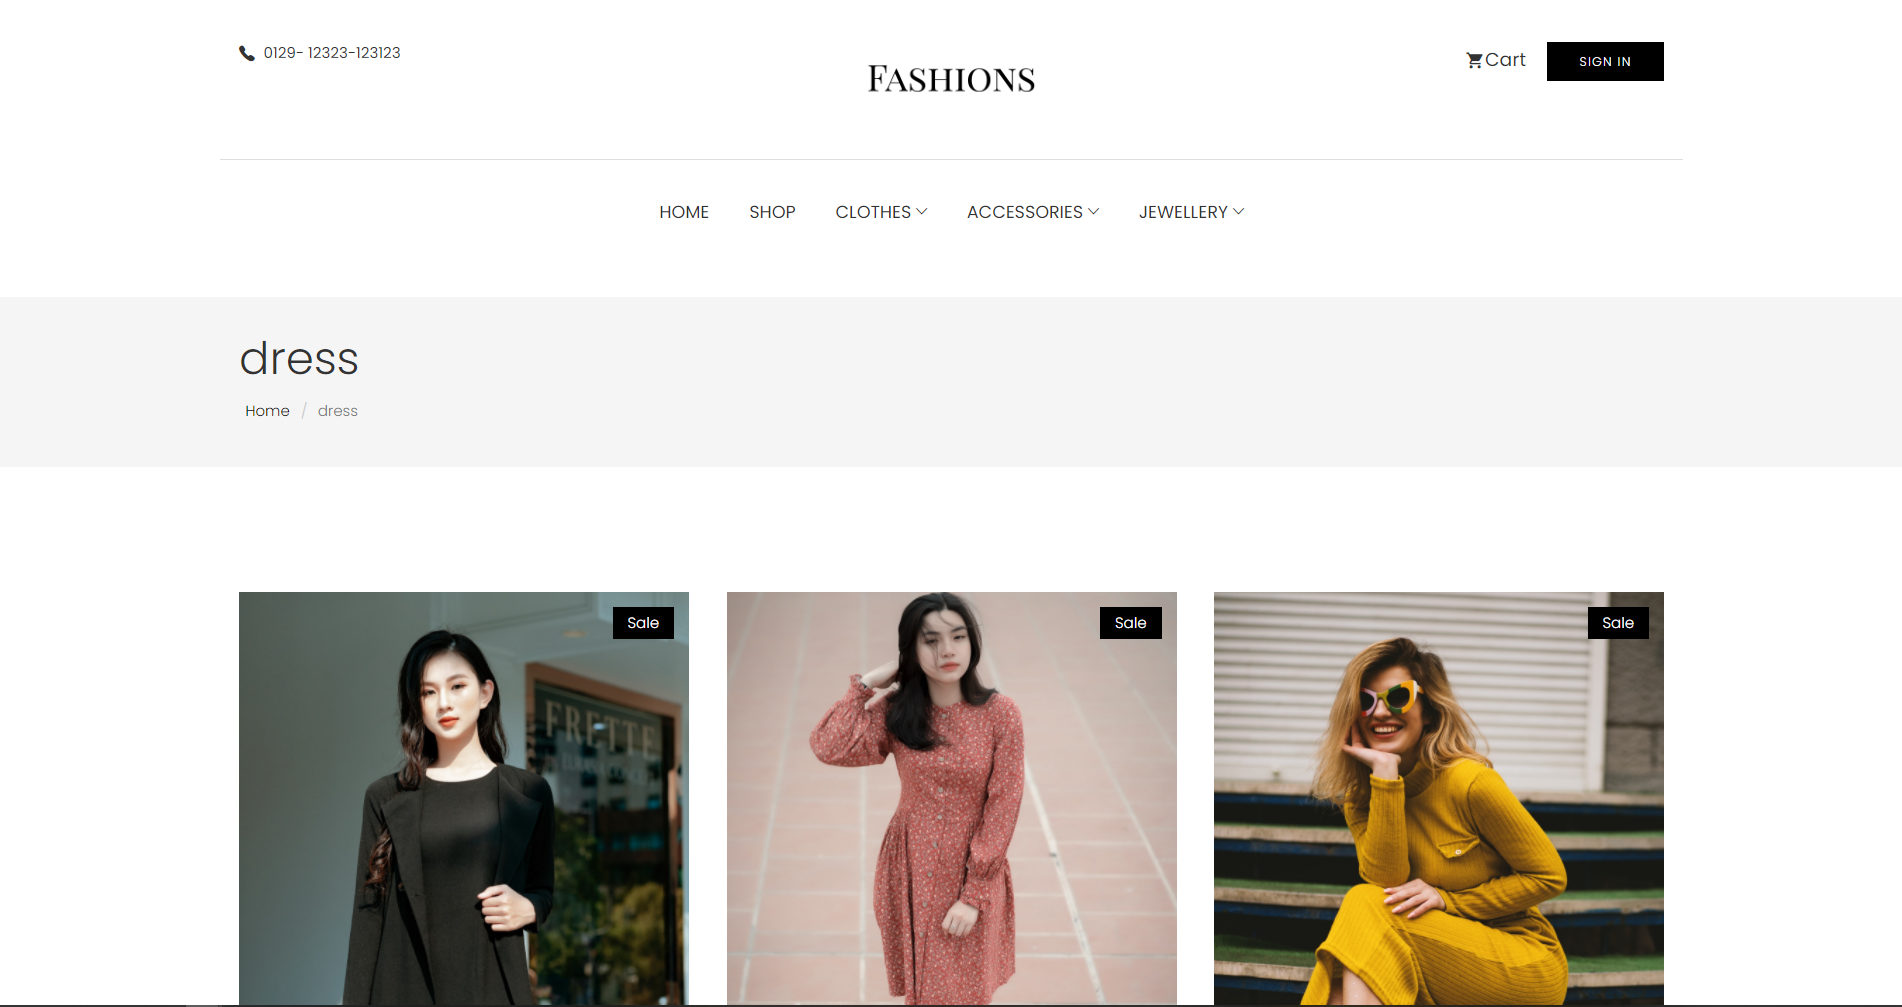 0129- 12323-123123
FASHIONS
Cart
SIGN IN
HOME SHOP CLOTHES ACCESSORIES JEWELLERY
dress
Home / dress
Sale
Sale
Sale
FRETTE